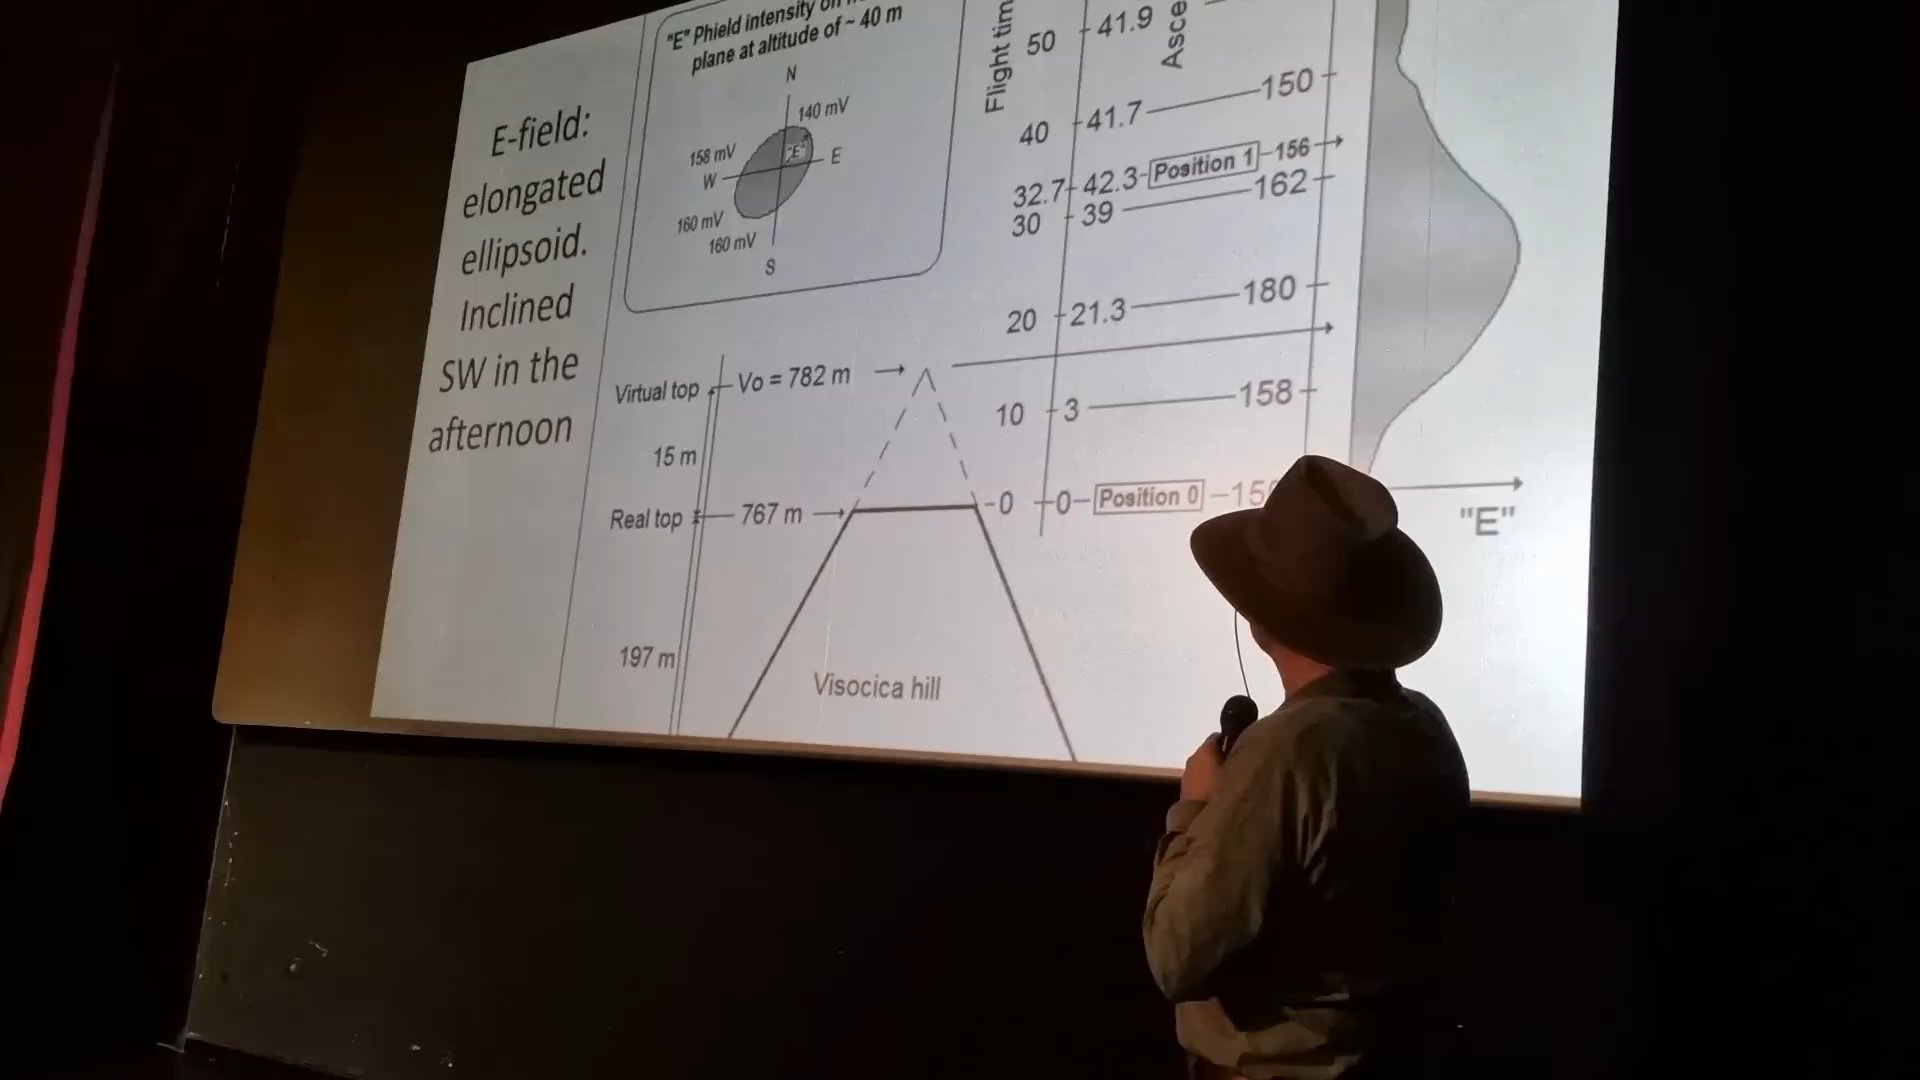 E-field:
elongated
ellipsoid.
Inclined
SW in the
afternoon
"E" Phield intensity on
plane at altitude of ~ 40 m
N
140 mV
158 mV
"E"
E
W
160 mV
160 mV
S
Flight
50
41.9
150
40
41.7
32.7
42.3
Position 1
156
30
39
162
20
21.3
180
Virtual top
Vo = 782 m
10
3
158
15 m
Real top
767 m
0
0
Position 0
"E"
197 m
Visocica hill